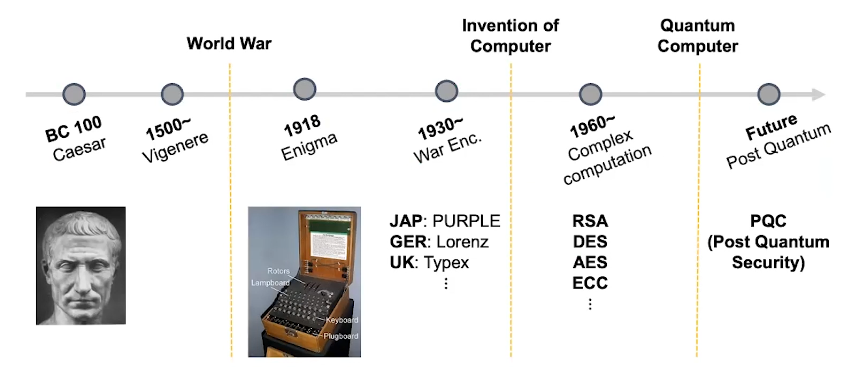 World War
Invention of
Computer
Quantum
Computer
BC 100
Caesar
1500~
Vigenere
1918
Enigma
1930~
War Enc.
1960~
Complex
computation
Future
Post Quantum
Rotors
Lampboard
Keyboard
Plugboard
JAP: PURPLE
GER: Lorenz
UK: Typex
⋮
RSA
DES
AES
ECC
⋮
PQC
(Post Quantum
Security)